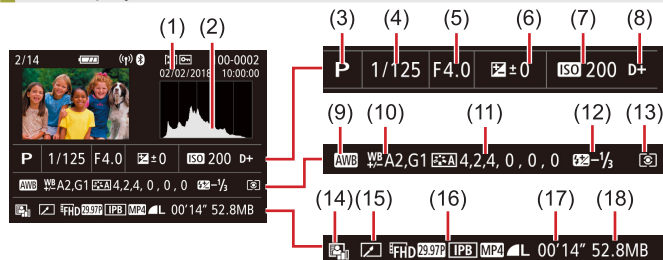 (1) (2) (3) (4) (5) (6) (7) (8)
2/14 00-0002
02/02/2018 10:00:00
P 1/125 F4.0 ±0 ISO 200 D+
P 1/125 F4.0 ±0 ISO 200 D+
(9) (10) (11) (12) (13)
AWB WB A2,G1 A 4,2,4, 0, 0, 0 −1/3
AWB WB A2,G1 A 4,2,4, 0, 0, 0 −1/3
(14) (15) (16) (17) (18)
FHD 29.97P IPB MP4 L 00'14" 52.8MB
FHD 29.97P IPB MP4 L 00'14" 52.8MB